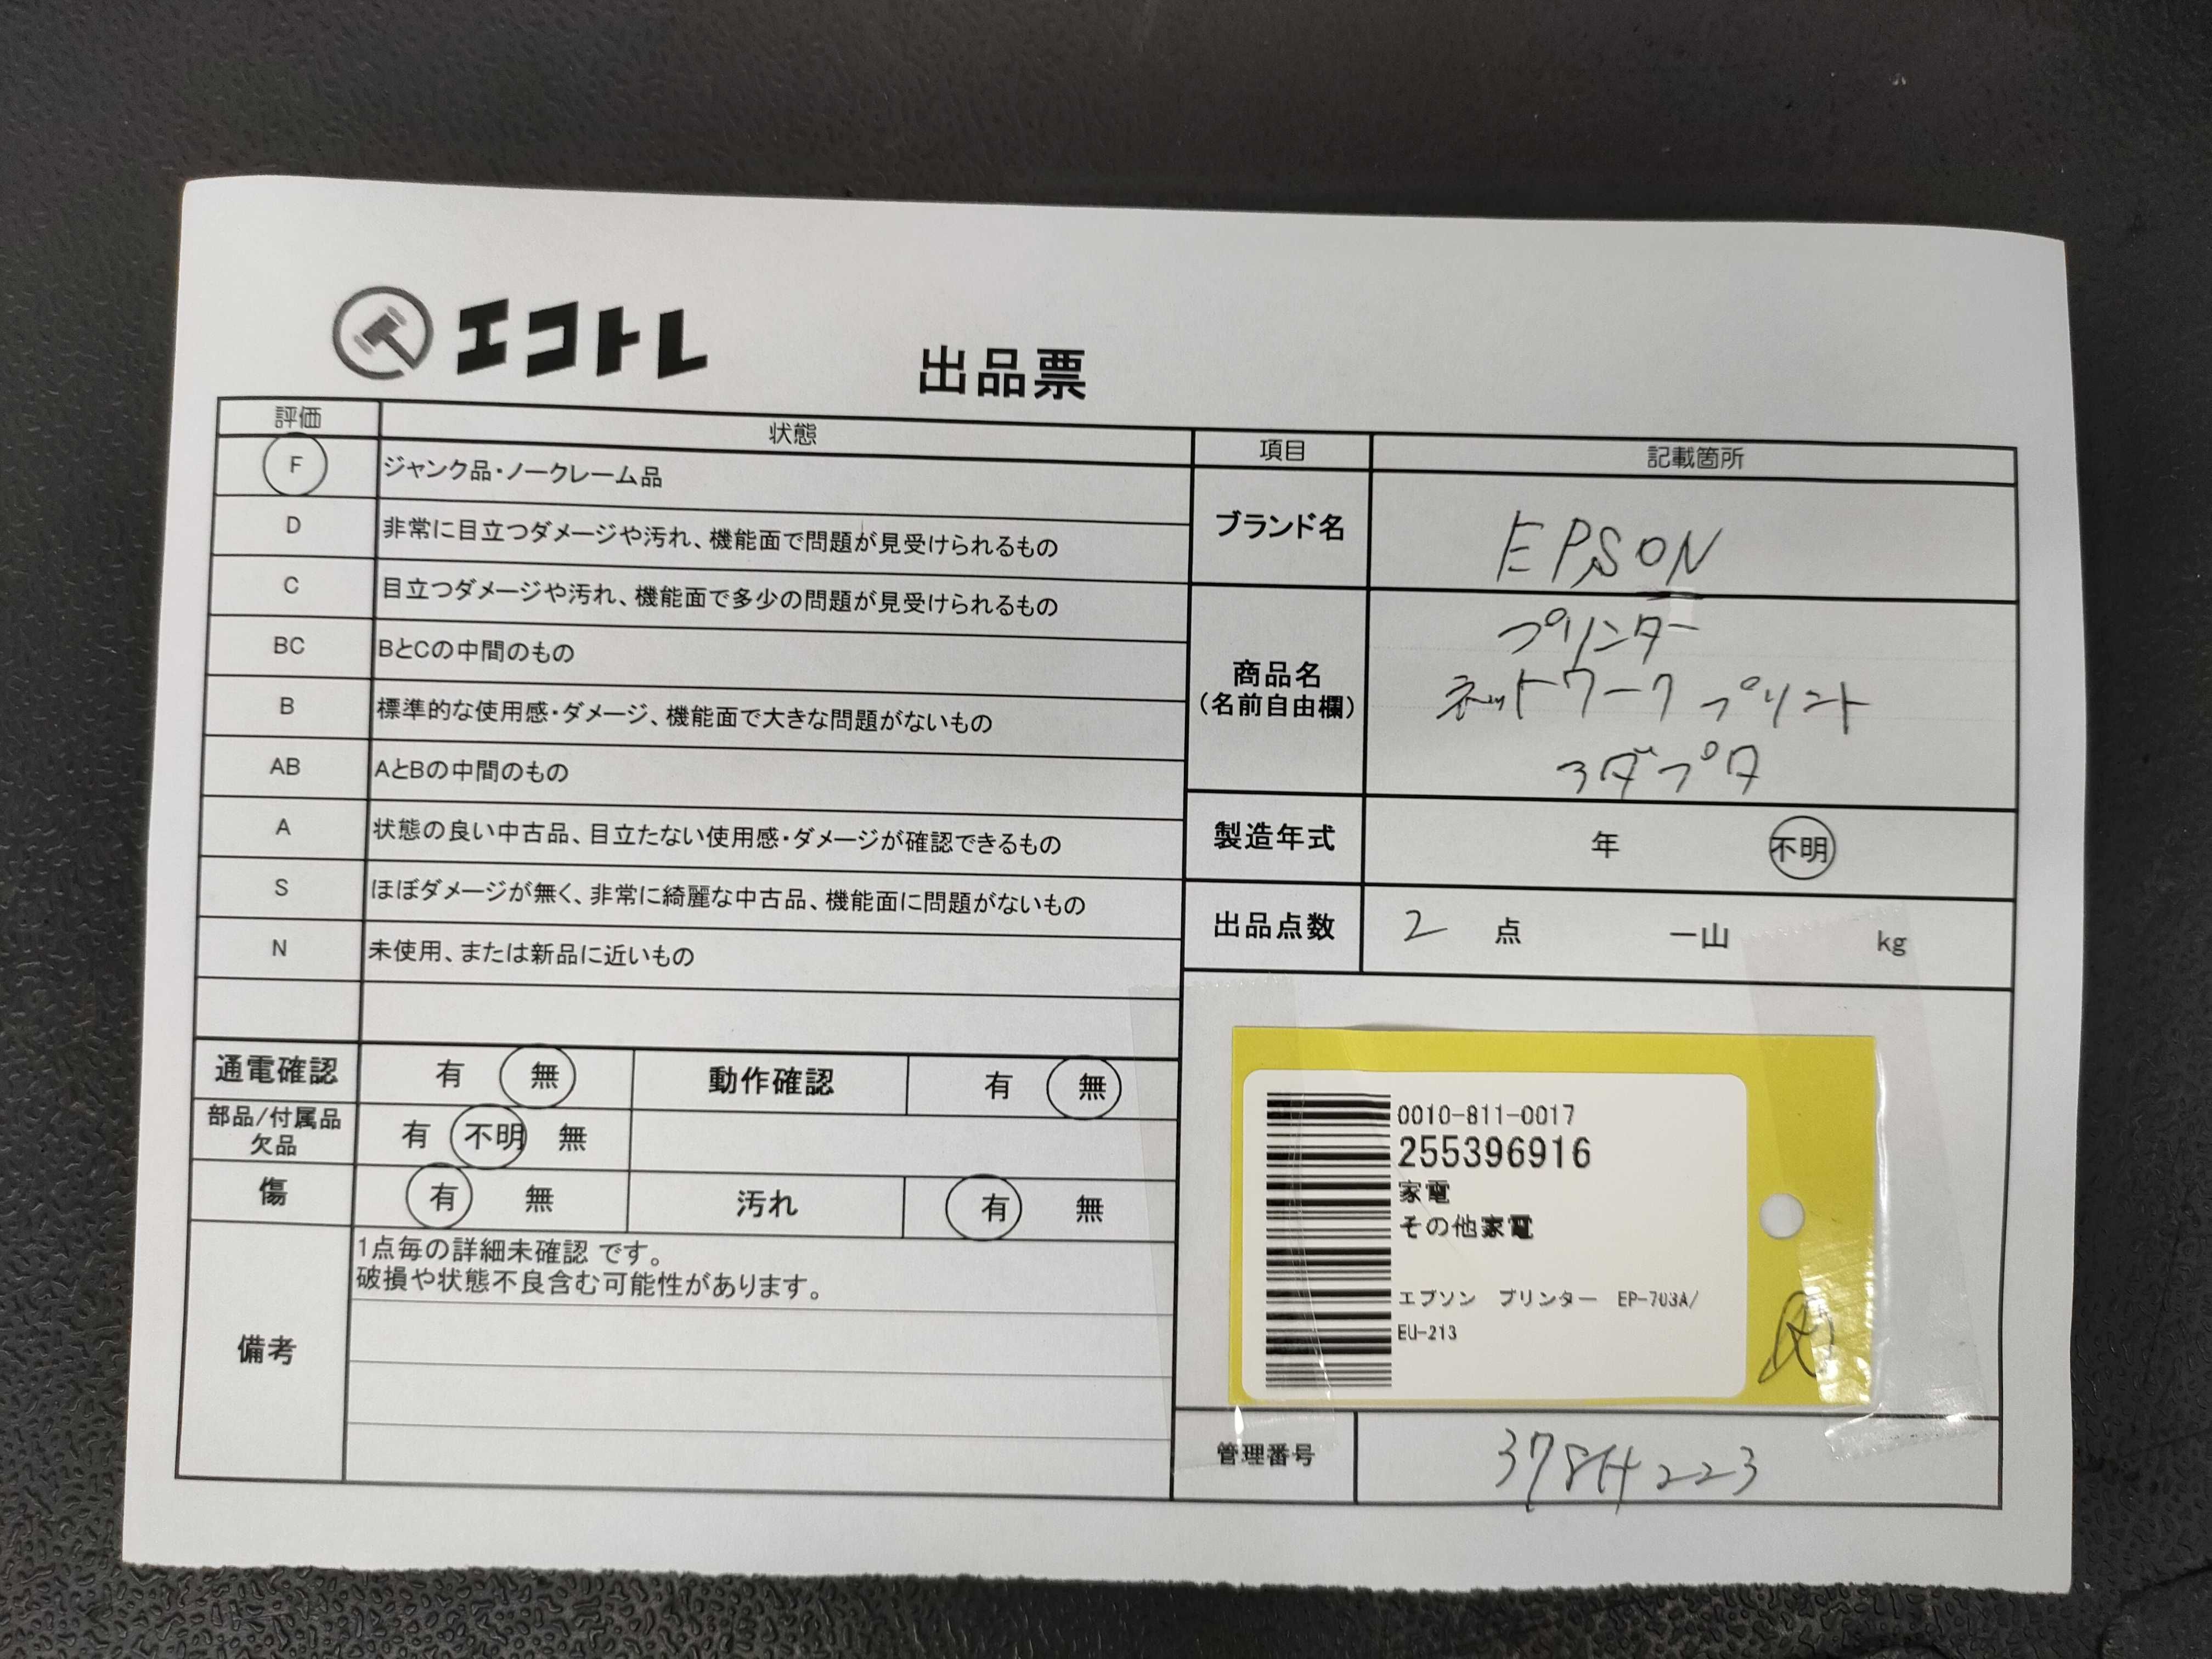 エコトレ
出品票
評価 状態
F ジャンク品・ノークレーム品
D 非常に目立つダメージや汚れ、機能面で問題が見受けられるもの
C 目立つダメージや汚れ、機能面で多少の問題が見受けられるもの
BC BとCの中間のもの
B 標準的な使用感・ダメージ、機能面で大きな問題がないもの
AB AとBの中間のもの
A 状態の良い中古品、目立たない使用感・ダメージが確認できるもの
S ほぼダメージが無く、非常に綺麗な中古品、機能面に問題がないもの
N 未使用、または新品に近いもの
通電確認 有 無 動作確認 有 無
部品/付属品
欠品 有 不明 無
傷 有 無 汚れ 有 無
備考
1点毎の詳細未確認 です。
破損や状態不良含む可能性があります。
項目 記載箇所
ブランド名 EPSON
商品名
(名前自由欄)
プリンター
ネットワークプリント
アダプタ
製造年式 年 不明
出品点数 2 点 一山 kg
0010-811-0017
255396916
家電
その他家電
エプソン プリンター EP-703A/
EU-213
管理番号 378H223